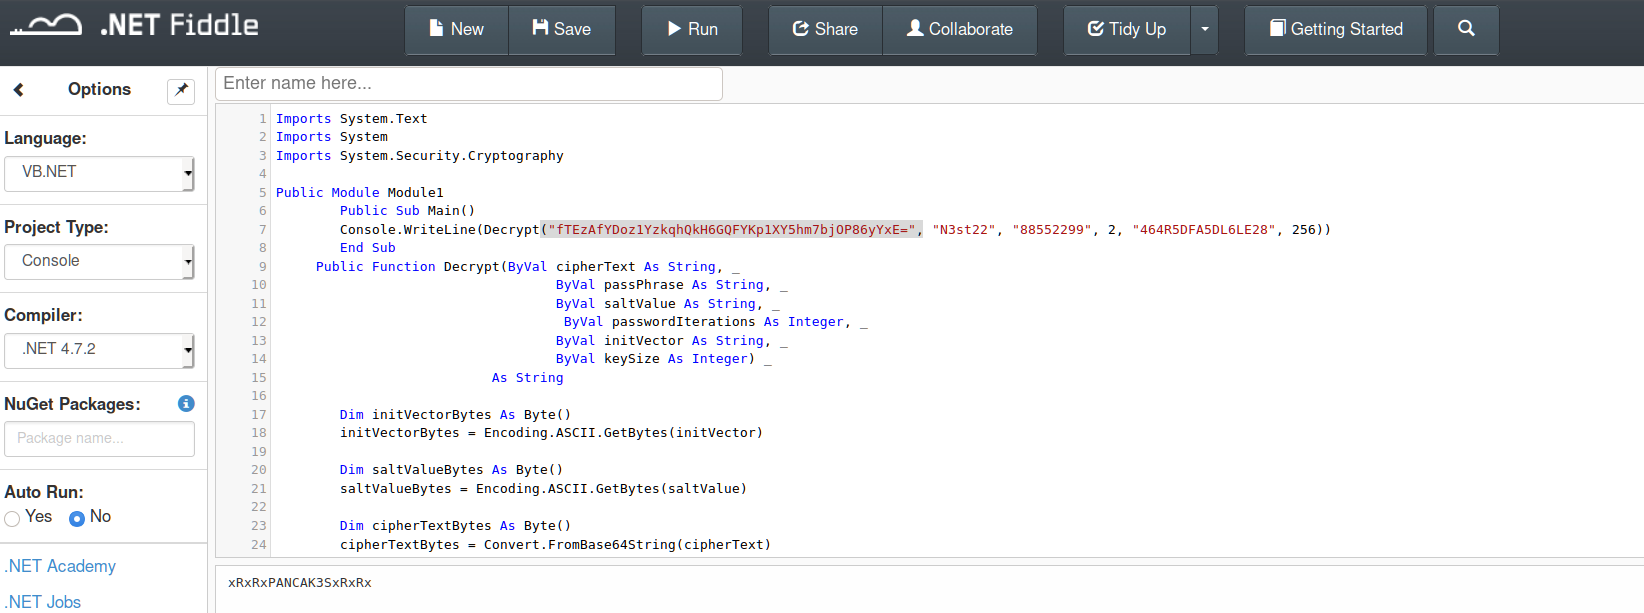 .NET Fiddle
New Save Run Share Collaborate Tidy Up Getting Started
Options
Enter name here...
Language:
VB.NET
Project Type:
Console
Compiler:
.NET 4.7.2
NuGet Packages:
Package name...
Auto Run:
Yes No
.NET Academy
.NET Jobs
1 Imports System.Text
2 Imports System
3 Imports System.Security.Cryptography
4
5 Public Module Module1
6 Public Sub Main()
7 Console.WriteLine(Decrypt("fTEzAfYDoz1YzkqhQkH6GQFYKp1XY5hm7bjOP86yYxE=", "N3st22", "88552299", 2, "464R5DFA5DL6LE28", 256))
8 End Sub
9 Public Function Decrypt(ByVal cipherText As String, _
10 ByVal passPhrase As String, _
11 ByVal saltValue As String, _
12 ByVal passwordIterations As Integer, _
13 ByVal initVector As String, _
14 ByVal keySize As Integer) _
15 As String
16
17 Dim initVectorBytes As Byte()
18 initVectorBytes = Encoding.ASCII.GetBytes(initVector)
19
20 Dim saltValueBytes As Byte()
21 saltValueBytes = Encoding.ASCII.GetBytes(saltValue)
22
23 Dim cipherTextBytes As Byte()
24 cipherTextBytes = Convert.FromBase64String(cipherText)
xRxRxPANCAK3SxRxRx